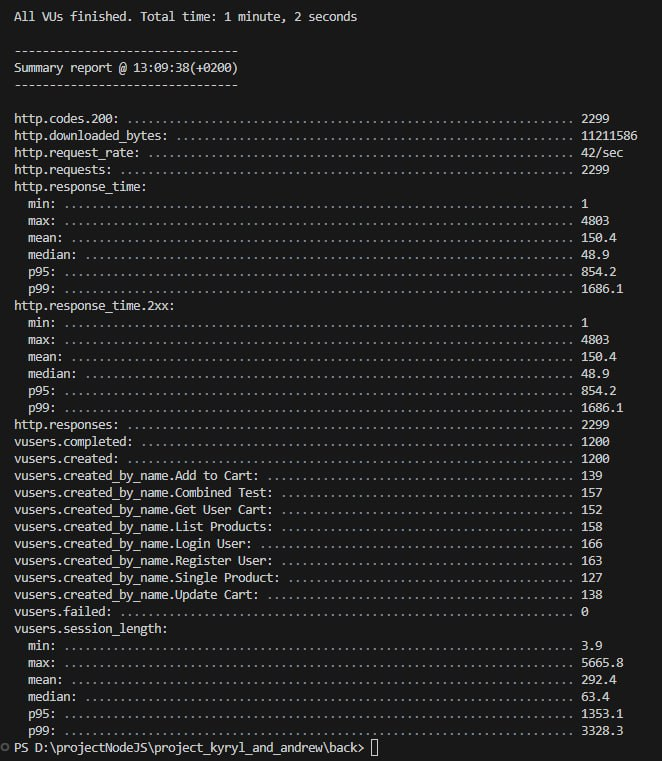 All VUs finished. Total time: 1 minute, 2 seconds
--------------------------------
Summary report @ 13:09:38(+0200)
--------------------------------
http.codes.200: ................................................................ 2299
http.downloaded_bytes: ......................................................... 11211586
http.request_rate: ............................................................. 42/sec
http.requests: ................................................................. 2299
http.response_time:
  min: ......................................................................... 1
  max: ......................................................................... 4803
  mean: ........................................................................ 150.4
  median: ...................................................................... 48.9
  p95: ......................................................................... 854.2
  p99: ......................................................................... 1686.1
http.response_time.2xx:
  min: ......................................................................... 1
  max: ......................................................................... 4803
  mean: ........................................................................ 150.4
  median: ...................................................................... 48.9
  p95: ......................................................................... 854.2
  p99: ......................................................................... 1686.1
http.responses: ................................................................ 2299
vusers.completed: .............................................................. 1200
vusers.created: ................................................................ 1200
vusers.created_by_name.Add to Cart: ............................................ 139
vusers.created_by_name.Combined Test: .......................................... 157
vusers.created_by_name.Get User Cart: .......................................... 152
vusers.created_by_name.List Products: .......................................... 158
vusers.created_by_name.Login User: ............................................. 166
vusers.created_by_name.Register User: .......................................... 163
vusers.created_by_name.Single Product: ......................................... 127
vusers.created_by_name.Update Cart: ............................................ 138
vusers.failed: ................................................................. 0
vusers.session_length:
  min: ......................................................................... 3.9
  max: ......................................................................... 5665.8
  mean: ........................................................................ 292.4
  median: ...................................................................... 63.4
  p95: ......................................................................... 1353.1
  p99: ......................................................................... 3328.3
PS D:\projectNodeJS\project_kyryl_and_andrew\back>